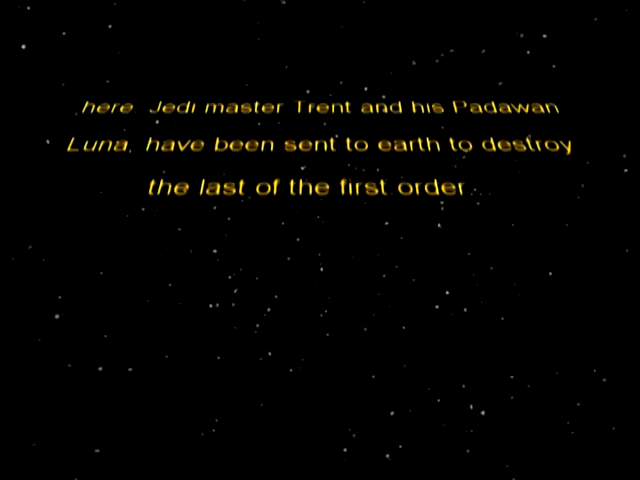 here. Jedi master Trent and his Padawan
Luna, have been sent to earth to destroy
the last of the first order...